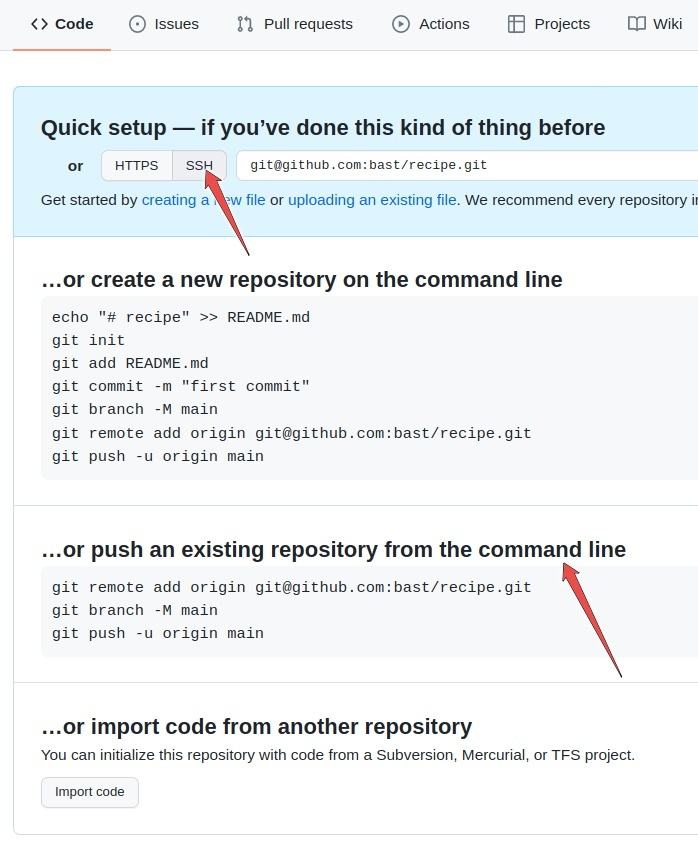 Code Issues Pull requests Actions Projects Wiki
Quick setup — if you’ve done this kind of thing before
or HTTPS SSH git@github.com:bast/recipe.git
Get started by creating a new file or uploading an existing file. We recommend every repository
…or create a new repository on the command line
echo "# recipe" >> README.md
git init
git add README.md
git commit -m "first commit"
git branch -M main
git remote add origin git@github.com:bast/recipe.git
git push -u origin main
…or push an existing repository from the command line
git remote add origin git@github.com:bast/recipe.git
git branch -M main
git push -u origin main
…or import code from another repository
You can initialize this repository with code from a Subversion, Mercurial, or TFS project.
Import code